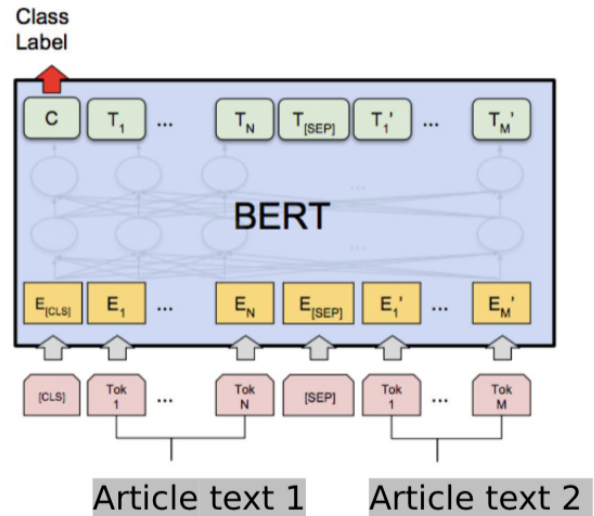 Class
Label
C T1 ... TN T[SEP] T1' ... TM'
...
BERT
...
E[CLS] E1 ... EN E[SEP] E1' ... EM'
[CLS] Tok 1 ... Tok N [SEP] Tok 1 ... Tok M
Article text 1 Article text 2